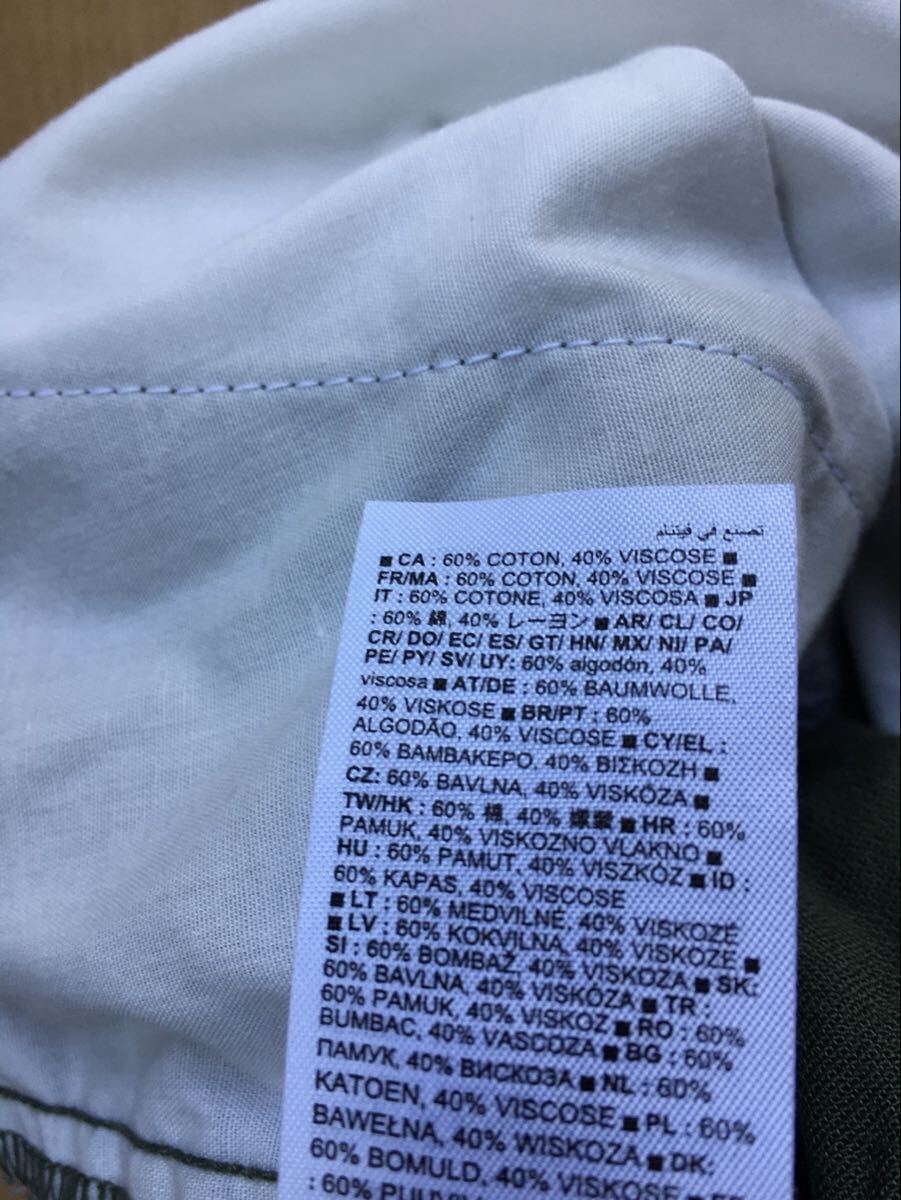 تصنع في فيتنام
■ CA : 60% COTON, 40% VISCOSE ■
FR/MA : 60% COTON, 40% VISCOSE ■
IT : 60% COTONE, 40% VISCOSA ■ JP
: 60% 綿, 40% レーヨン ■ AR/ CL/ CO/
CR/ DO/ EC/ ES/ GT/ HN/ MX/ NI/ PA/
PE/ PY/ SV/ UY: 60% algodón, 40%
viscosa ■ AT/DE : 60% BAUMWOLLE,
40% VISKOSE ■ BR/PT : 60%
ALGODÃO, 40% VISCOSE ■ CY/EL :
60% ΒΑΜΒΑΚΕΡΟ, 40% ΒΙΣΚΟΖΗ ■
CZ: 60% BAVLNA, 40% VISKÓZA ■
TW/HK : 60% 棉, 40% 嫘縈 ■ HR : 60%
PAMUK, 40% VISKOZNO VLAKNO ■
HU : 60% PAMUT, 40% VISZKÓZ ■ ID :
60% KAPAS, 40% VISCOSE
■ LT : 60% MEDVILNĖ, 40% VISKOZĖ
■ LV : 60% KOKVILNA, 40% VISKOZE ■
SI : 60% BOMBAŽ, 40% VISKOZA ■ SK:
60% BAVLNA, 40% VISKÓZA ■ TR :
60% PAMUK, 40% VISKOZ ■ RO : 60%
BUMBAC, 40% VASCOZA ■ BG : 60%
ПАМУК, 40% ВИСКОЗА ■ NL : 60%
KATOEN, 40% VISCOSE ■ PL : 60%
BAWEŁNA, 40% WISKOZA ■ DK:
60% BOMULD, 40% VISCOSE ■
: 60%